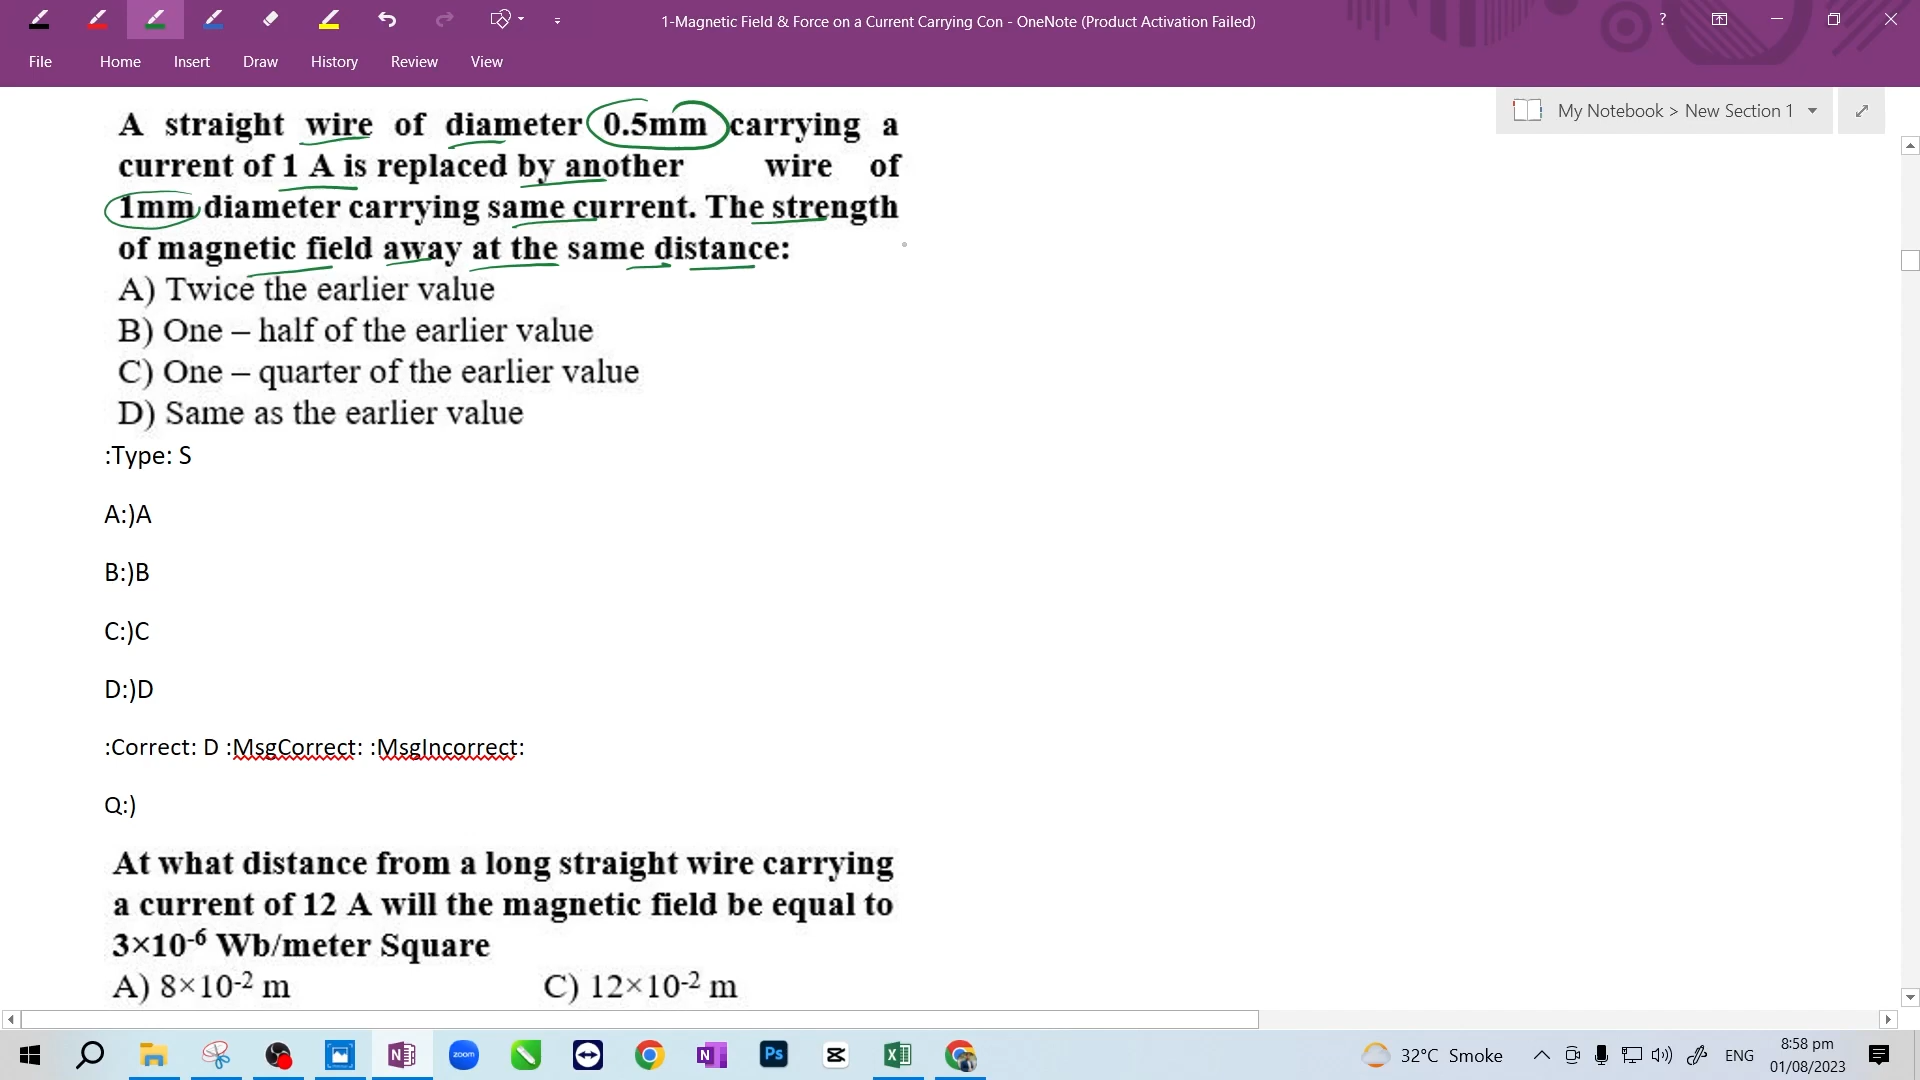 1-Magnetic Field & Force on a Current Carrying Con - OneNote (Product Activation Failed)
?
File Home Insert Draw History Review View
My Notebook > New Section 1
A straight wire of diameter 0.5mm carrying a
current of 1 A is replaced by another wire of
1mm diameter carrying same current. The strength
of magnetic field away at the same distance:
A) Twice the earlier value
B) One – half of the earlier value
C) One – quarter of the earlier value
D) Same as the earlier value
:Type: S
A:)A
B:)B
C:)C
D:)D
:Correct: D :MsgCorrect: :MsgIncorrect:
Q:)
At what distance from a long straight wire carrying
a current of 12 A will the magnetic field be equal to
3×10⁻⁶ Wb/meter Square
A) 8×10⁻² m C) 12×10⁻² m
zoom
N
N
Ps
X
32°C Smoke
ENG
8:58 pm
01/08/2023